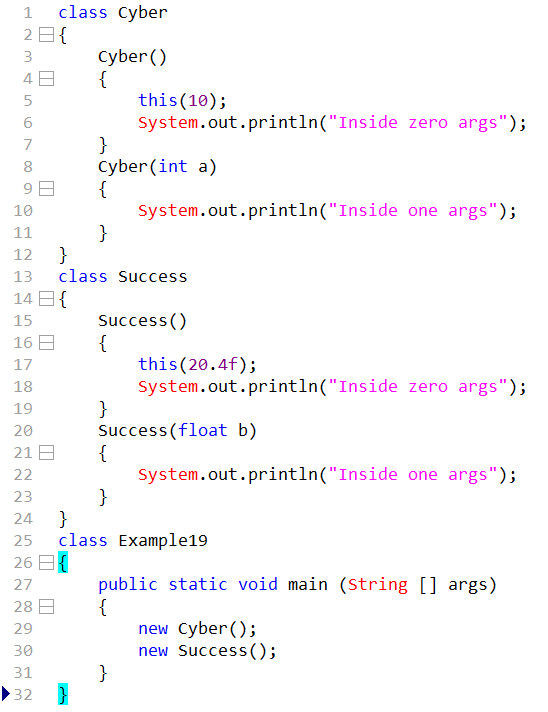 1 class Cyber
2 {
3 Cyber()
4 {
5 this(10);
6 System.out.println("Inside zero args");
7 }
8 Cyber(int a)
9 {
10 System.out.println("Inside one args");
11 }
12 }
13 class Success
14 {
15 Success()
16 {
17 this(20.4f);
18 System.out.println("Inside zero args");
19 }
20 Success(float b)
21 {
22 System.out.println("Inside one args");
23 }
24 }
25 class Example19
26 {
27 public static void main (String [] args)
28 {
29 new Cyber();
30 new Success();
31 }
32 }